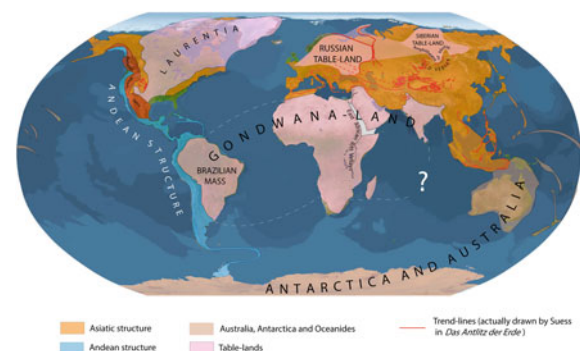 LAURENTIA
RUSSIAN
TABLE-LAND
SIBERIAN
TABLE-LAND
ANDEAN STRUCTURE
GONDWANA-LAND
BRAZILIAN
MASS
?
ANTARCTICA AND AUSTRALIA
Asiatic structure
Andean structure
Australia, Antarctica and Oceanides
Table-lands
Trend-lines (actually drawn by Suess
in Das Antlitz der Erde)